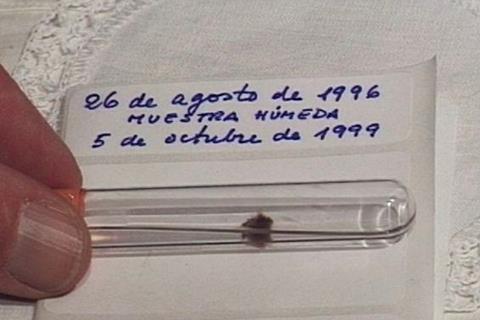 26 de agosto de 1996
MUESTRA HÚMEDA
5 de octubre de 1999